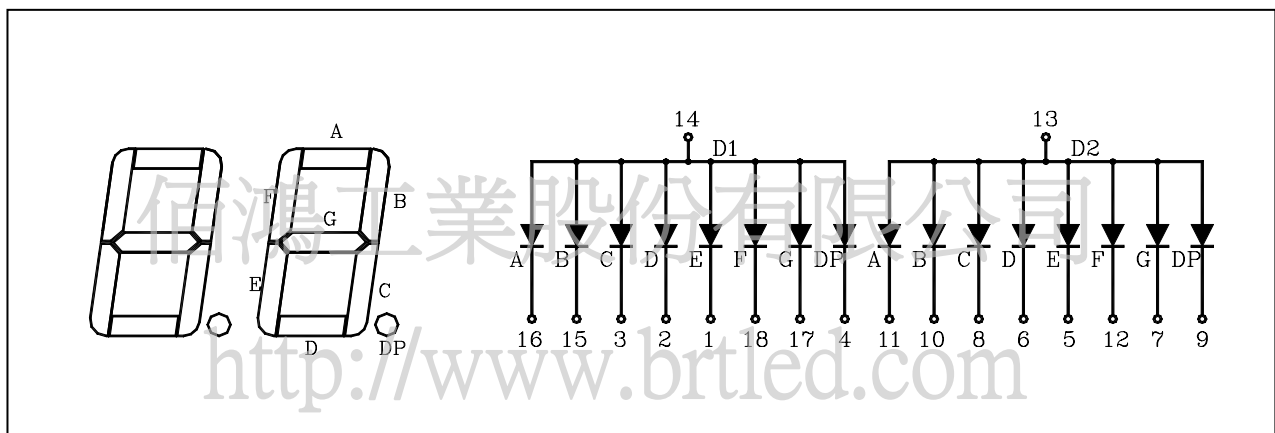 14 13
A D1 D2
佰鴻工業股份有限公司
F B
G
A B C D E F G DP A B C D E F G DP
E C
16 15 3 2 1 18 17 4 11 10 8 6 5 12 7 9
D DP
http://www.brtled.com